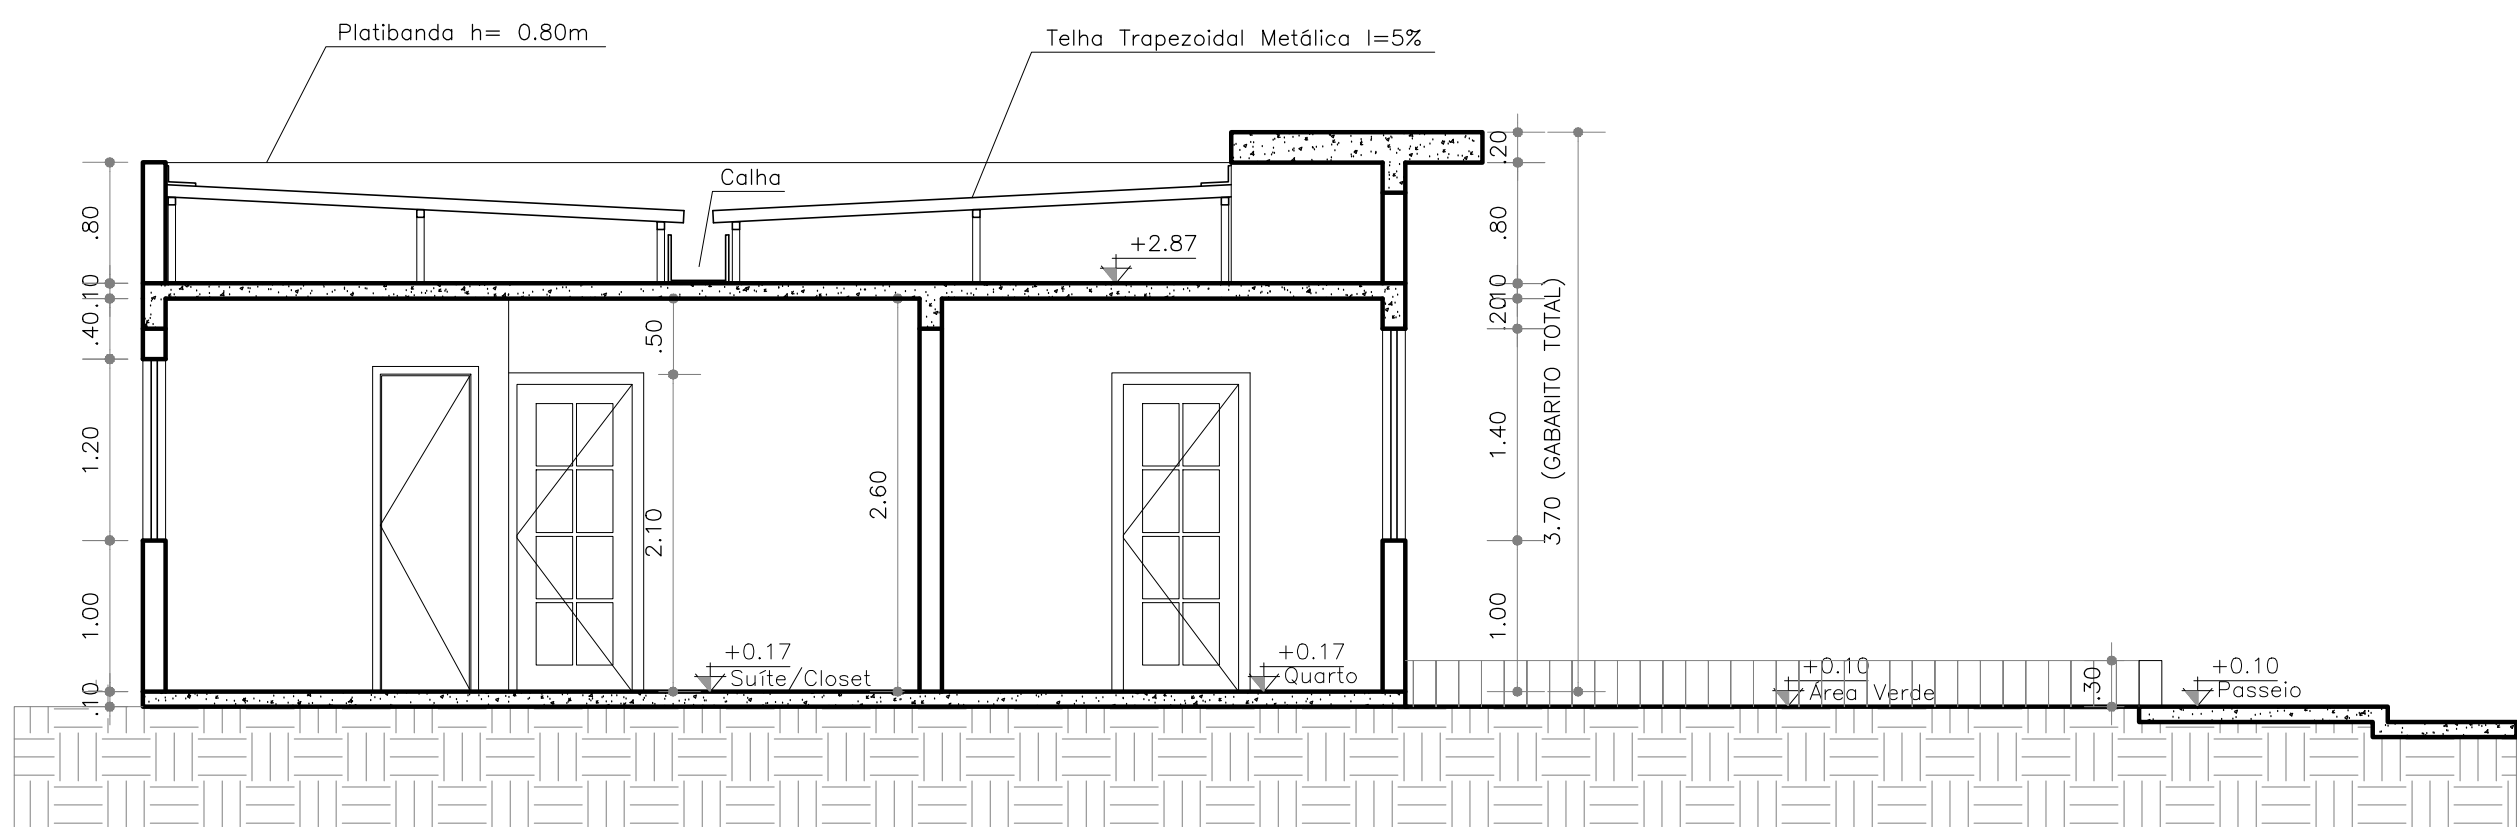 Platibanda h= 0.80m
Telha Trapezoidal Metálica I=5%
Calha
+2.87
.80
.10
.40
1.20
1.00
.10
.50
2.10
2.60
+0.17
Suíte/Closet
+0.17
Quarto
.20
.80
.10
.20
1.40
1.00
3.70 (GABARITO TOTAL)
+0.10
Área Verde
.30
+0.10
Passeio